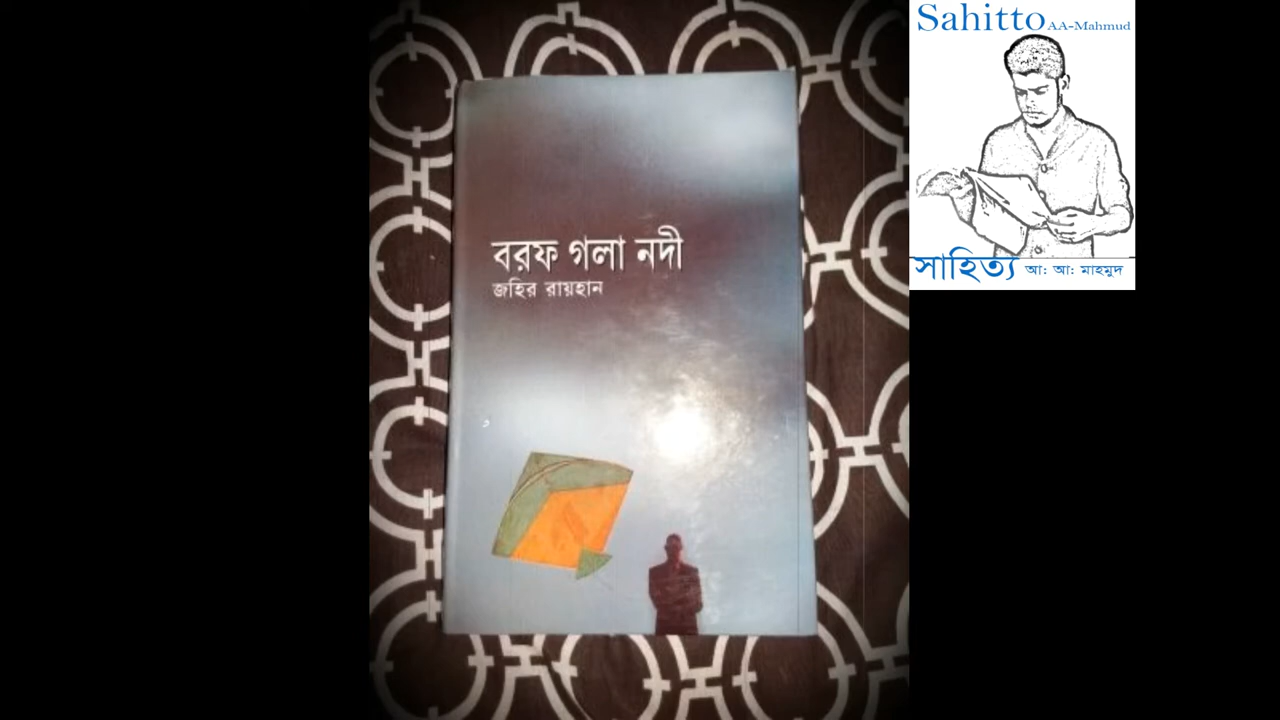 বরফ গলা নদী
জহির রায়হান
Sahitto AA-Mahmud
সাহিত্য আ: আ: মাহমুদ